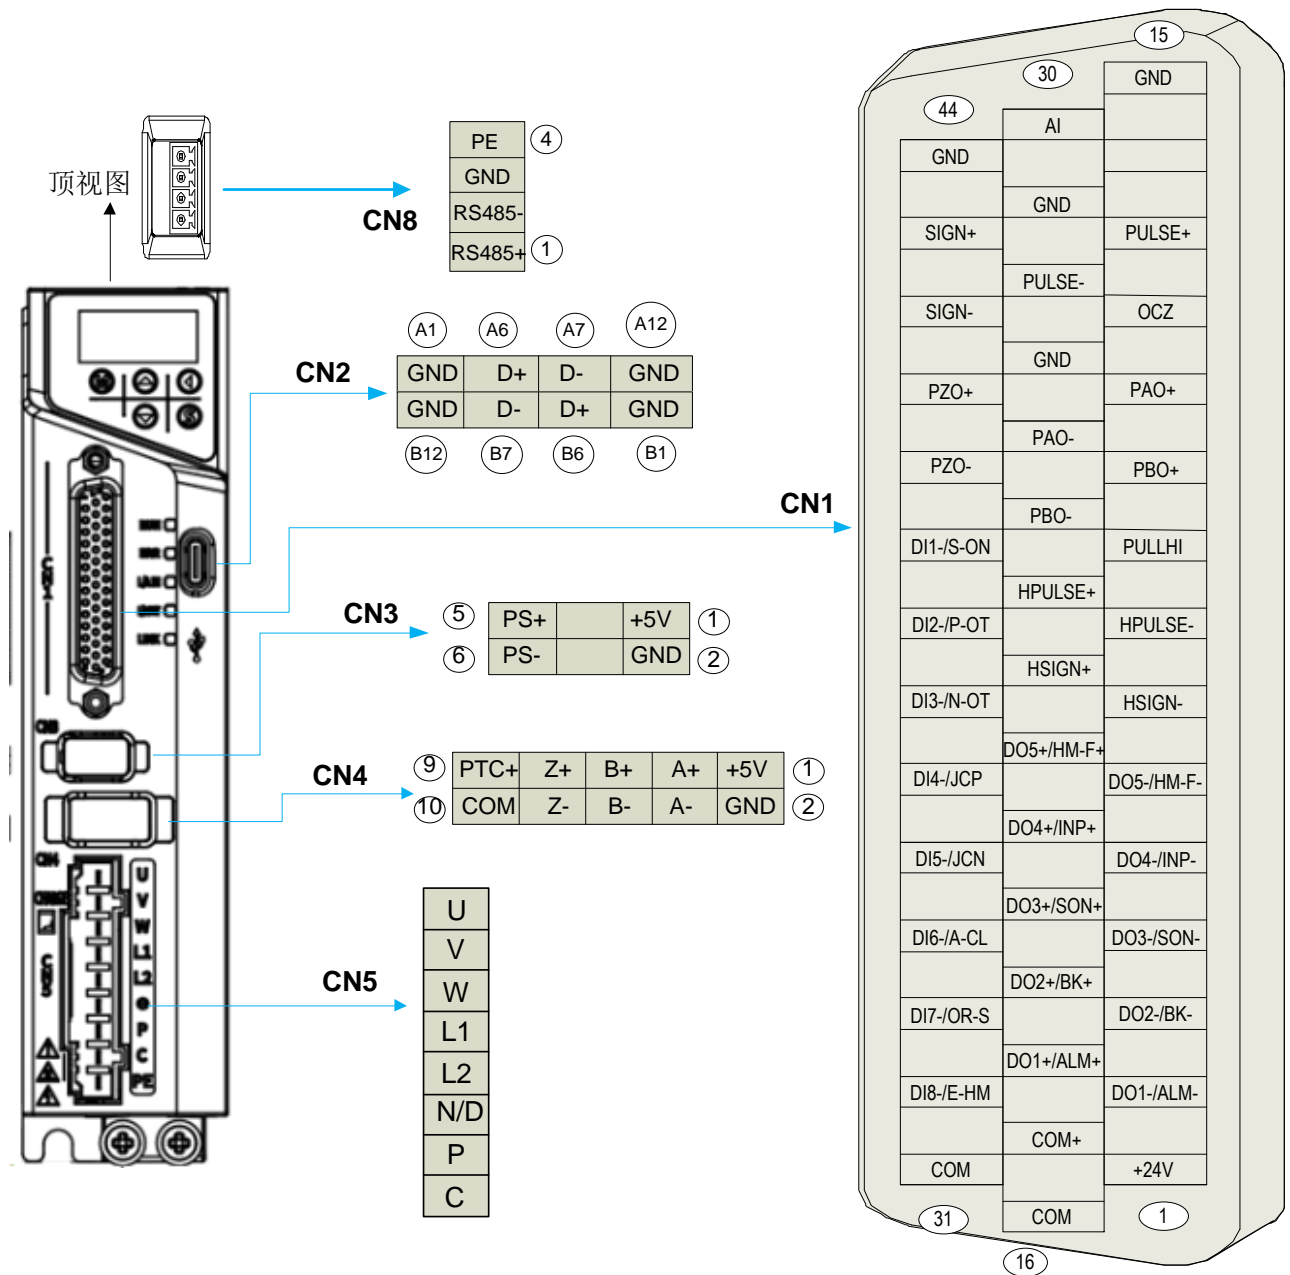 顶视图
CN8
PE
4
GND
RS485-
RS485+
1
CN2
A1
A6
A7
A12
GND
D+
D-
GND
GND
D-
D+
GND
B12
B7
B6
B1
CN1
CN3
5
PS+
+5V
1
6
PS-
GND
2
CN4
9
PTC+
Z+
B+
A+
+5V
1
10
COM
Z-
B-
A-
GND
2
CN5
U
V
W
L1
L2
N/D
P
C
U
V
W
L1
L2
P
C
PE
15
30
44
GND
AI
GND
GND
SIGN+
PULSE+
PULSE-
SIGN-
OCZ
GND
PZO+
PAO+
PAO-
PZO-
PBO+
PBO-
DI1-/S-ON
PULLHI
HPULSE+
DI2-/P-OT
HPULSE-
HSIGN+
DI3-/N-OT
HSIGN-
DO5+/HM-F+
DI4-/JCP
DO5-/HM-F-
DO4+/INP+
DI5-/JCN
DO4-/INP-
DO3+/SON+
DI6-/A-CL
DO3-/SON-
DO2+/BK+
DI7-/OR-S
DO2-/BK-
DO1+/ALM+
DI8-/E-HM
DO1-/ALM-
COM+
COM
+24V
COM
31
1
16